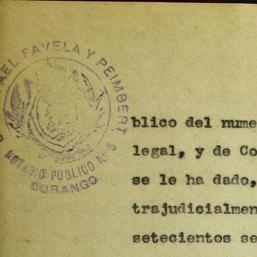 AEL FAVELA Y PEIMBERT
NOTARIO PUBLICO Nº 5
DURANGO
blico del nume
legal, y de Co
se le ha dado,
trajudicialmen
setecientos se